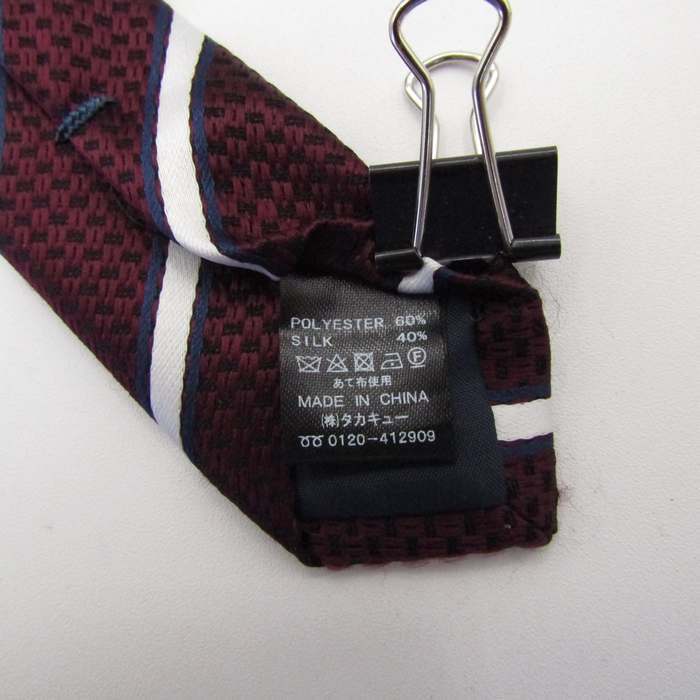 POLYESTER 60%
SILK 40%
Ⓕ
あて布使用
MADE IN CHINA
㈱タカキュー
0120-412909